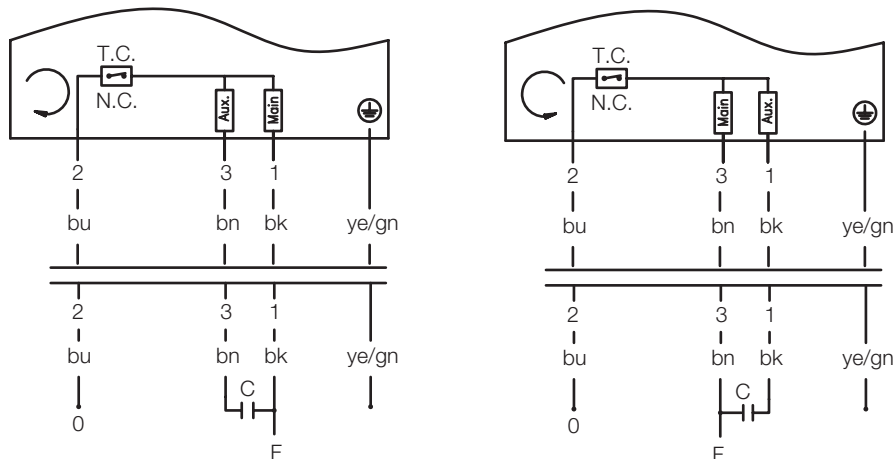 T.C.
N.C.
Aux.
Main
2 3 1
bu bn bk ye/gn
2 3 1
bu bn bk ye/gn
C
0
F
T.C.
N.C.
Main
Aux.
2 3 1
bu bn bk ye/gn
2 3 1
bu bn bk ye/gn
C
0
F